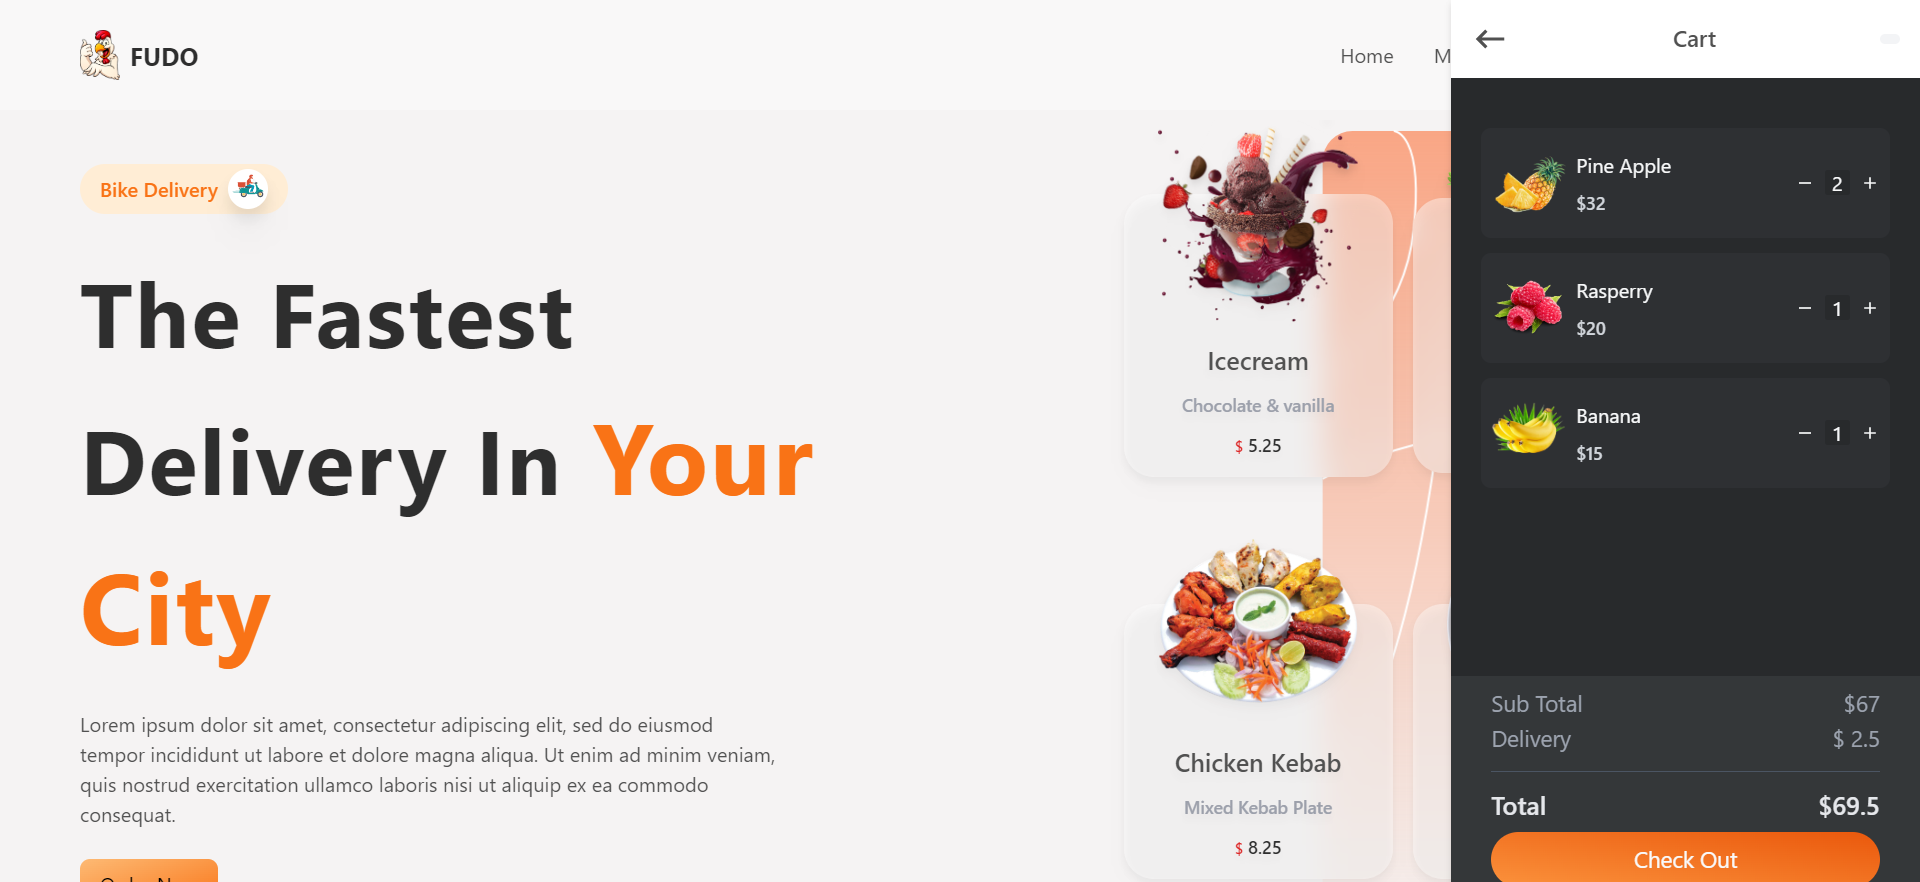 FUDO
Home
Bike Delivery
The Fastest
Delivery In Your
City
Lorem ipsum dolor sit amet, consectetur adipiscing elit, sed do eiusmod
tempor incididunt ut labore et dolore magna aliqua. Ut enim ad minim veniam,
quis nostrud exercitation ullamco laboris nisi ut aliquip ex ea commodo
consequat.
Icecream
Chocolate & vanilla
$ 5.25
Chicken Kebab
Mixed Kebab Plate
$ 8.25
Cart
Pine Apple
$32
2
Rasperry
$20
1
Banana
$15
1
Sub Total $67
Delivery $ 2.5
Total $69.5
Check Out